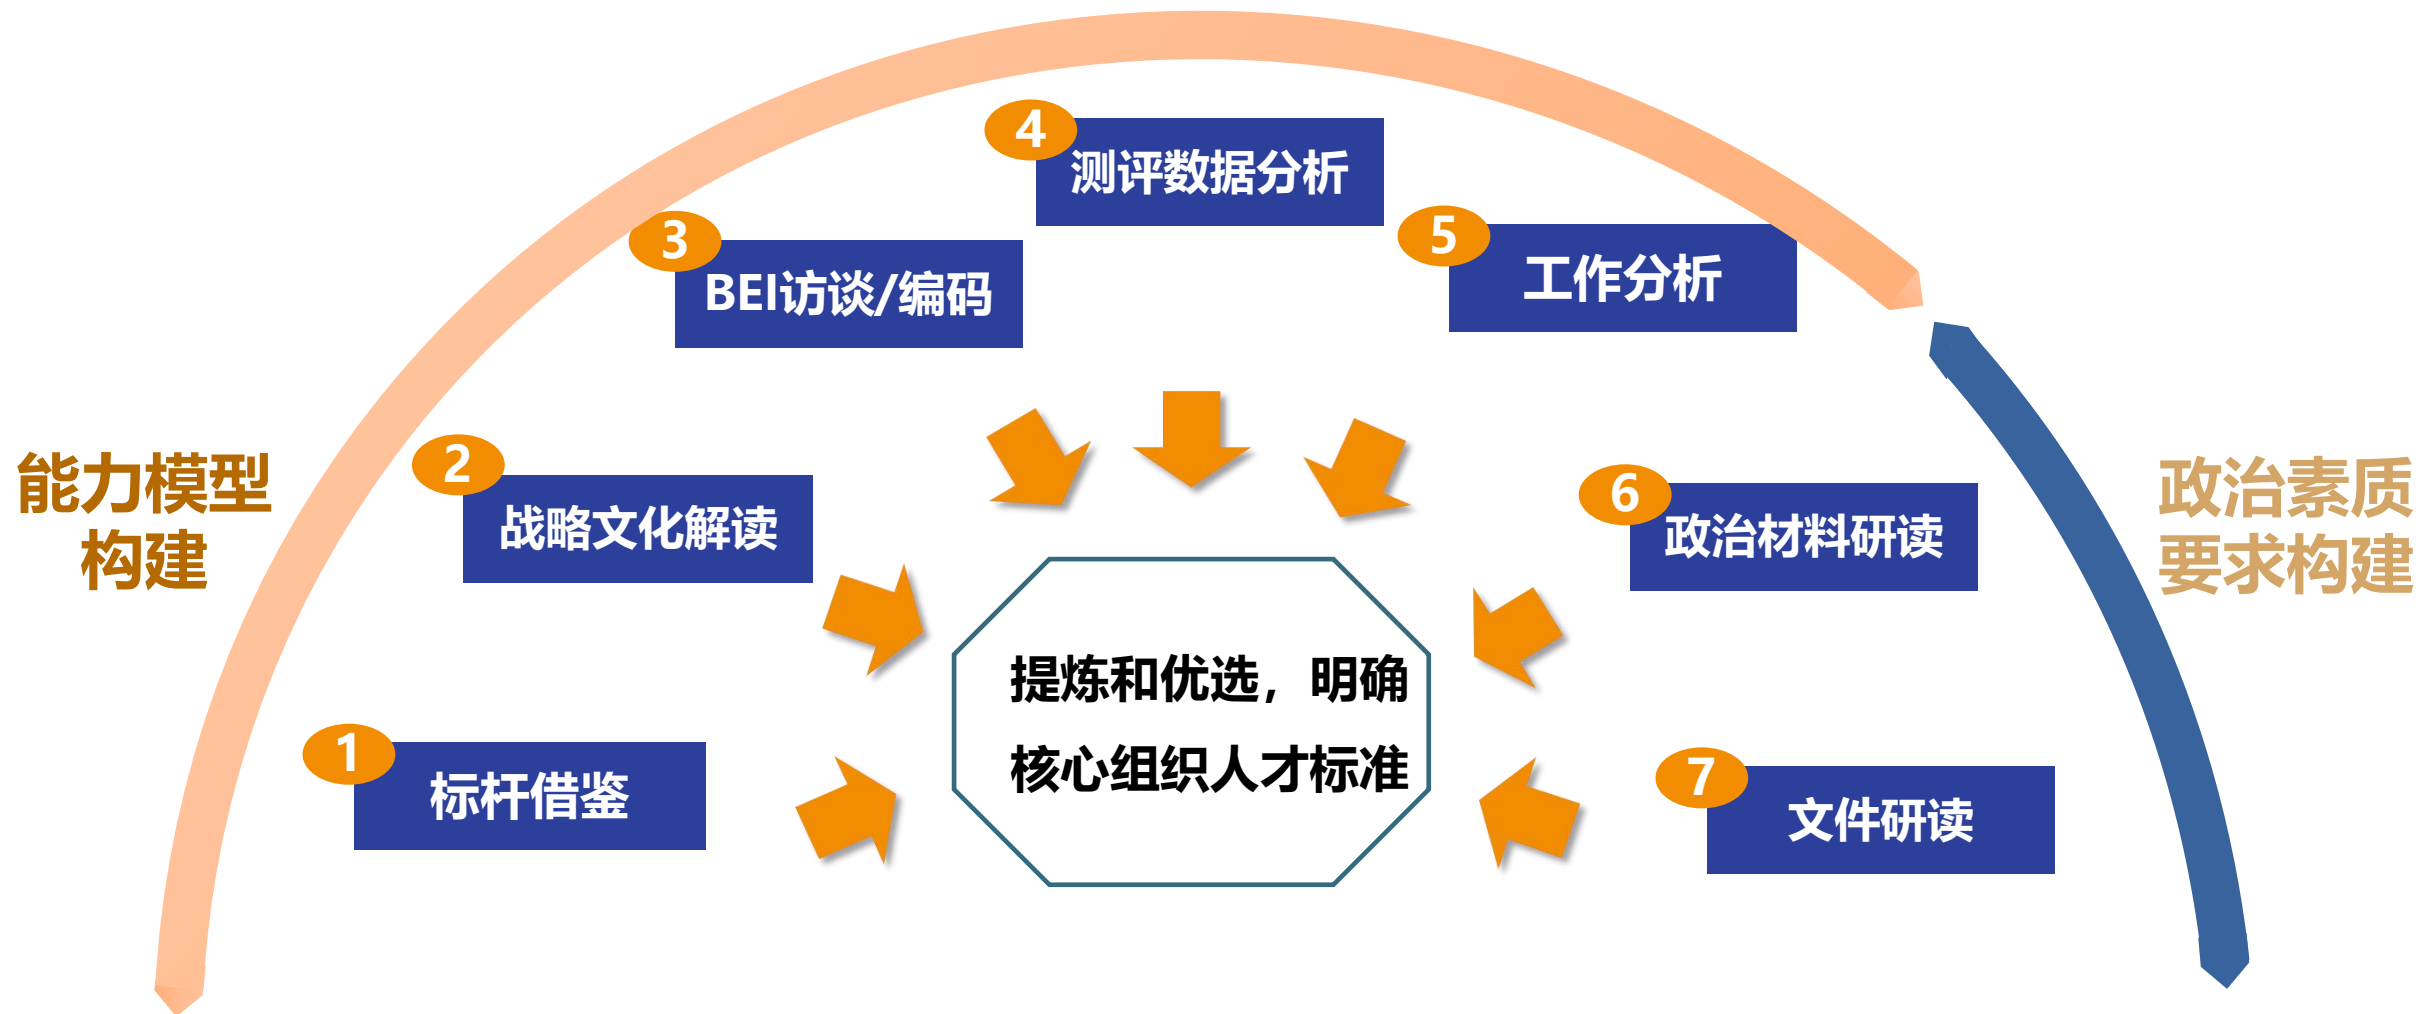 能力模型
构建
1
标杆借鉴
2
战略文化解读
3
BEI访谈/编码
4
测评数据分析
5
工作分析
6
政治材料研读
7
文件研读
政治素质
要求构建
提炼和优选，明确
核心组织人才标准